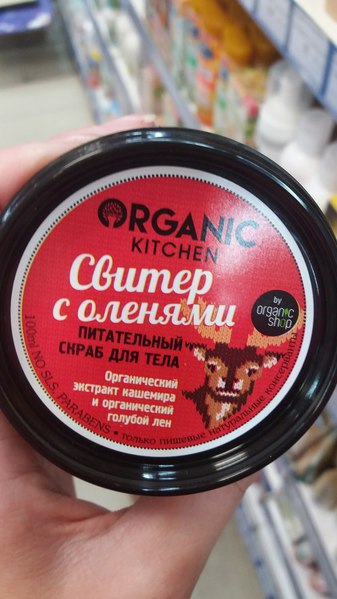 ORGANIC
KITCHEN
Свитер
с оленями
by
organic
shop
ПИТАТЕЛЬНЫЙ
СКРАБ ДЛЯ ТЕЛА
Органический
экстракт кашемира
и органический
голубой лен
100ml NO SLS, PARABENS • только пищевые натуральные консерванты